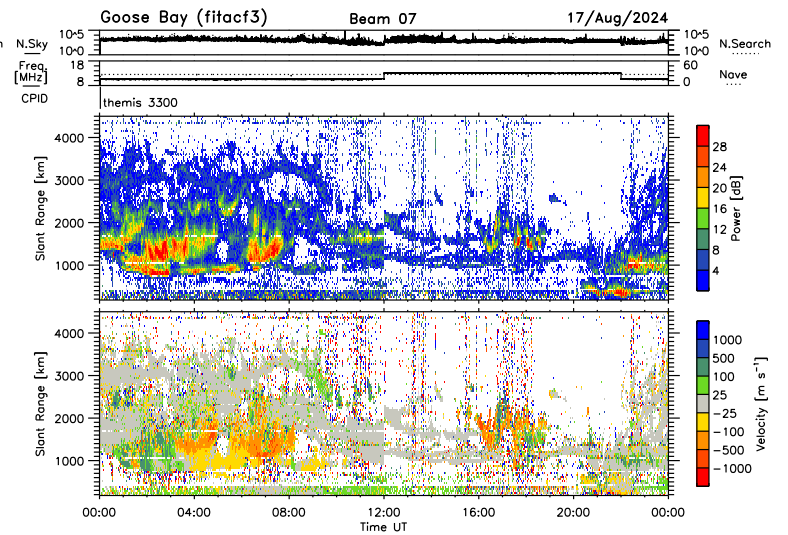 Goose Bay (fitacf3) Beam 07 17/Aug/2024
n N.Sky 10^5 10^0 10^5 10^0 N.Search
Freq. [MHz] 18 8 60 0 Nave
CPID themis 3300
Slant Range [km] 4000 3000 2000 1000
Power [dB] 28 24 20 16 12 8 4
Slant Range [km] 4000 3000 2000 1000
Velocity [m s⁻¹] 1000 500 100 25 -25 -100 -500 -1000
00:00 04:00 08:00 12:00 16:00 20:00 00:00
Time UT